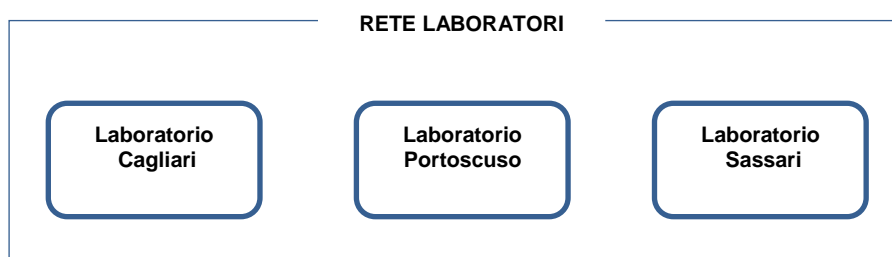 RETE LABORATORI
Laboratorio
Cagliari
Laboratorio
Portoscuso
Laboratorio
Sassari